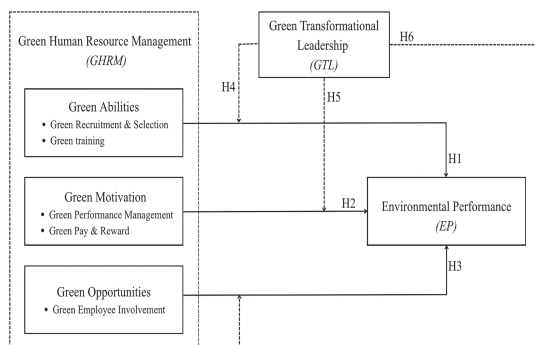 Green Human Resource Management
(GHRM)
Green Abilities
• Green Recruitment & Selection
• Green training
Green Motivation
• Green Performance Management
• Green Pay & Reward
Green Opportunities
• Green Employee Involvement
Green Transformational
Leadership
(GTL)
H6
H4
H5
H1
H2
H3
Environmental Performance
(EP)